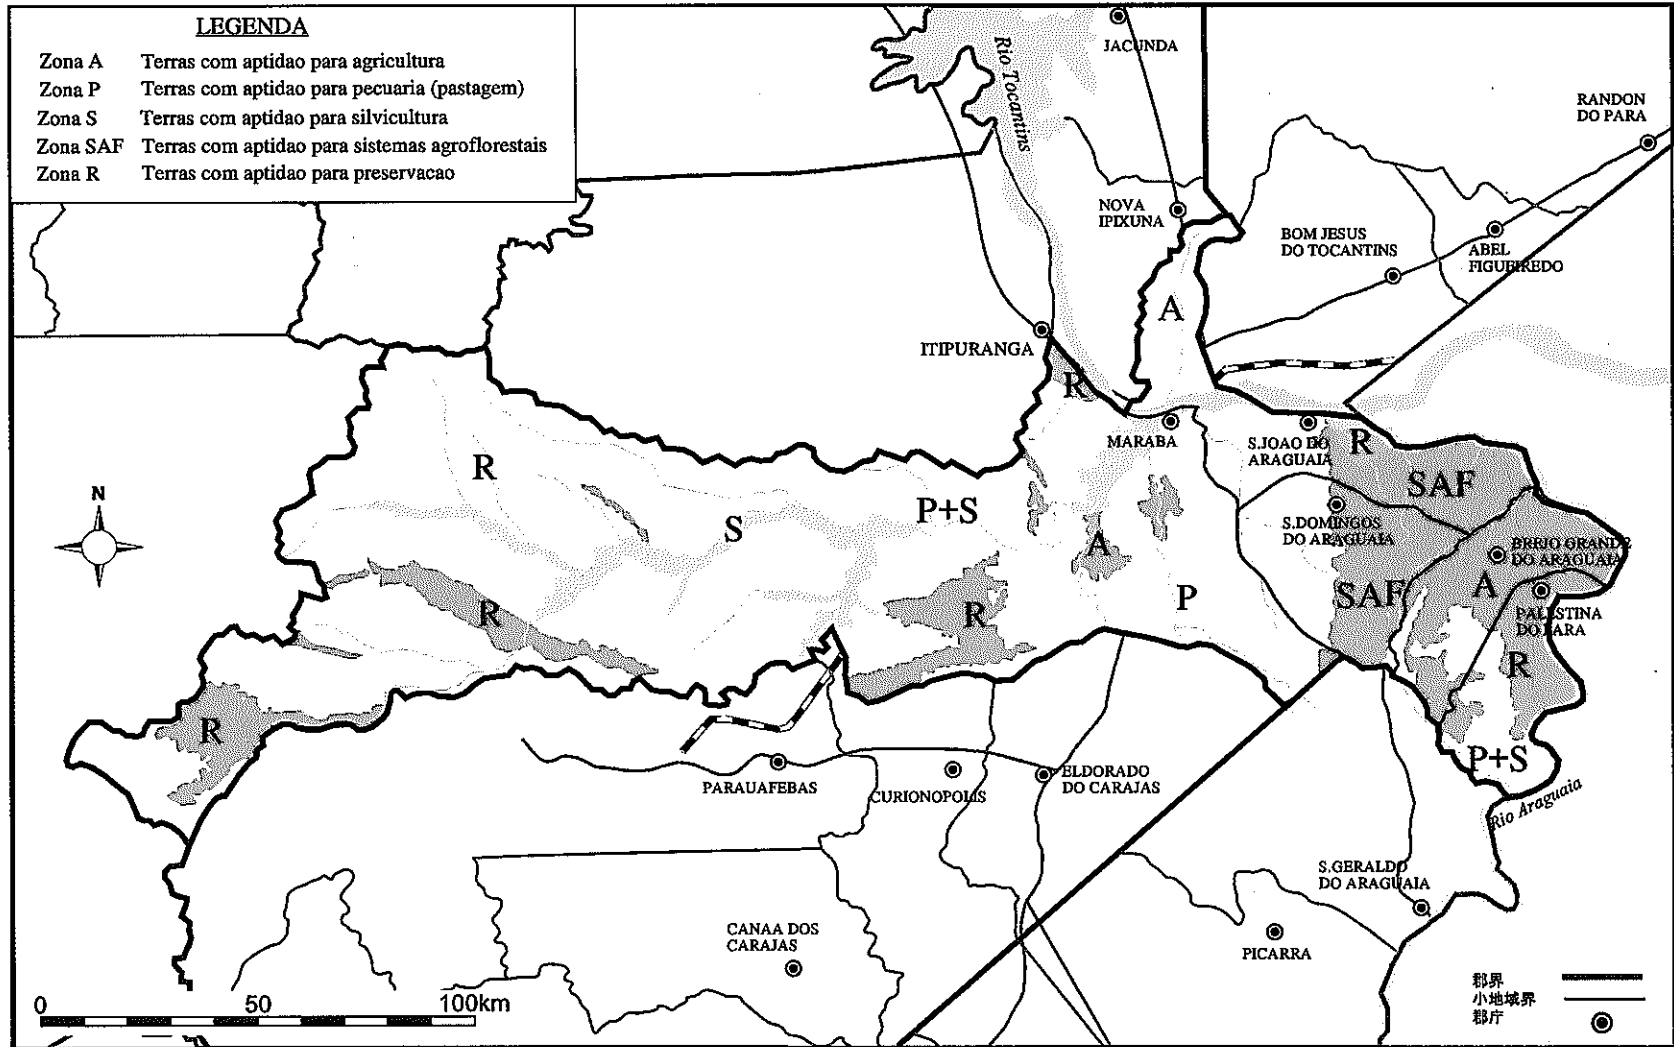 LEGENDA
Zona A Terras com aptidao para agricultura
Zona P Terras com aptidao para pecuaria (pastagem)
Zona S Terras com aptidao para silvicultura
Zona SAF Terras com aptidao para sistemas agroflorestais
Zona R Terras com aptidao para preservacao
JACUNDA
Rio Tocantins
RANDON
DO PARA
NOVA
IPIXUNA
BOM JESUS
DO TOCANTINS
ABEL
FIGUEIREDO
A
ITIPURANGA
R
MARABA
S.JOAO DO
ARAGUAIA
R
R
SAF
P+S
S
N
S.DOMINGOS
DO ARAGUAIA
A
BREIO GRANDE
DO ARAGUAIA
R
R
P
SAF
A
PALESTINA
DO PARA
R
R
P+S
PARAUAFEBAS
CURIONOPOLIS
ELDORADO
DO CARAJAS
Rio Araguaia
S.GERALDO
DO ARAGUAIA
CANAA DOS
CARAJAS
PICARRA
郡界
小地域界
郡庁
0 50 100km